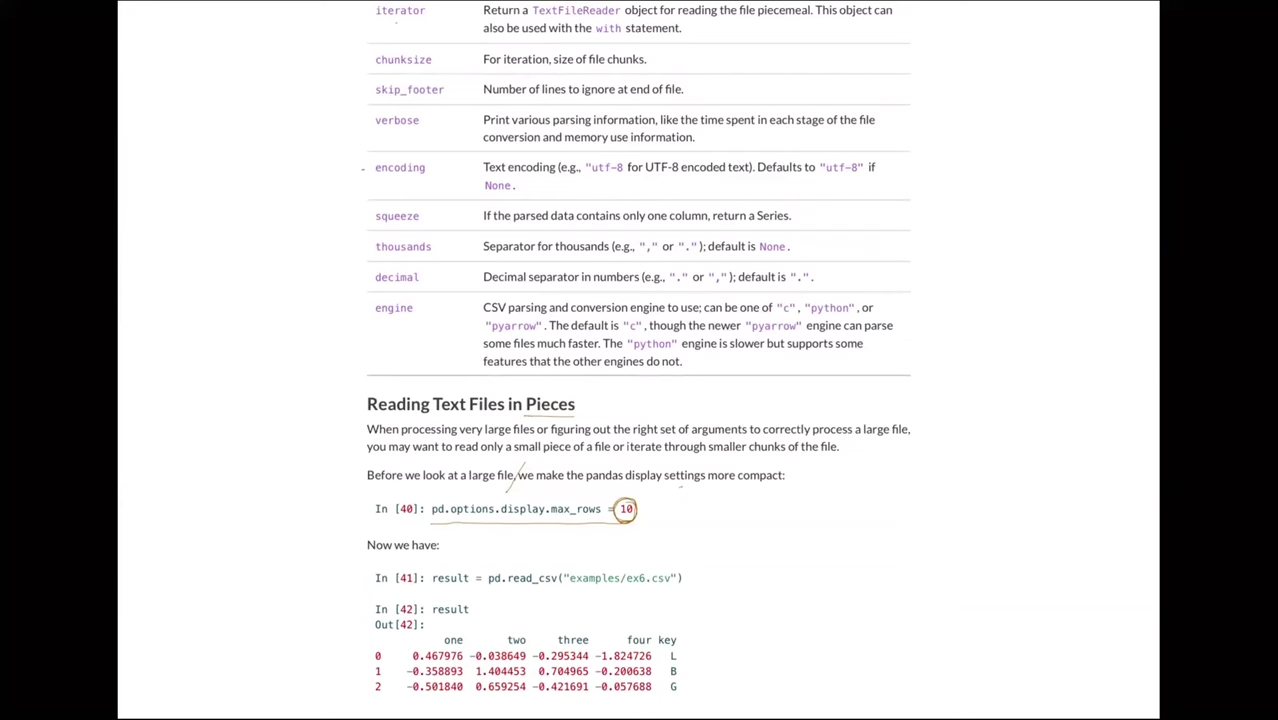 iterator Return a TextFileReader object for reading the file piecemeal. This object can
also be used with the with statement.
chunksize For iteration, size of file chunks.
skip_footer Number of lines to ignore at end of file.
verbose Print various parsing information, like the time spent in each stage of the file
conversion and memory use information.
encoding Text encoding (e.g., "utf-8 for UTF-8 encoded text). Defaults to "utf-8" if
None.
squeeze If the parsed data contains only one column, return a Series.
thousands Separator for thousands (e.g., "," or "."); default is None.
decimal Decimal separator in numbers (e.g., "." or ","); default is ".".
engine CSV parsing and conversion engine to use; can be one of "c", "python", or
"pyarrow". The default is "c", though the newer "pyarrow" engine can parse
some files much faster. The "python" engine is slower but supports some
features that the other engines do not.
Reading Text Files in Pieces
When processing very large files or figuring out the right set of arguments to correctly process a large file,
you may want to read only a small piece of a file or iterate through smaller chunks of the file.
Before we look at a large file, we make the pandas display settings more compact:
In [40]: pd.options.display.max_rows = 10
Now we have:
In [41]: result = pd.read_csv("examples/ex6.csv")
In [42]: result
Out[42]:
one two three four key
0 0.467976 -0.038649 -0.295344 -1.824726 L
1 -0.358893 1.404453 0.704965 -0.200638 B
2 -0.501840 0.659254 -0.421691 -0.057688 G